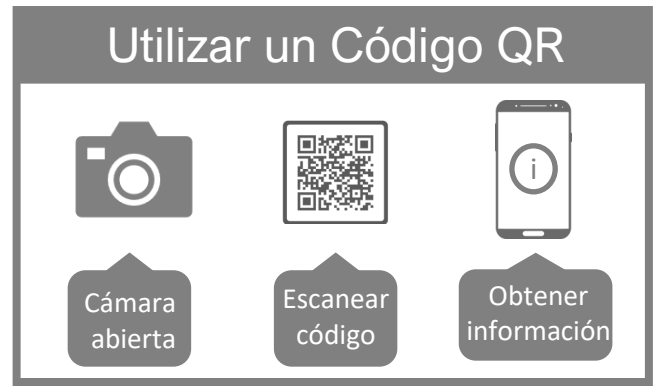 Utilizar un Código QR
i
Cámara
abierta
Escanear
código
Obtener
información